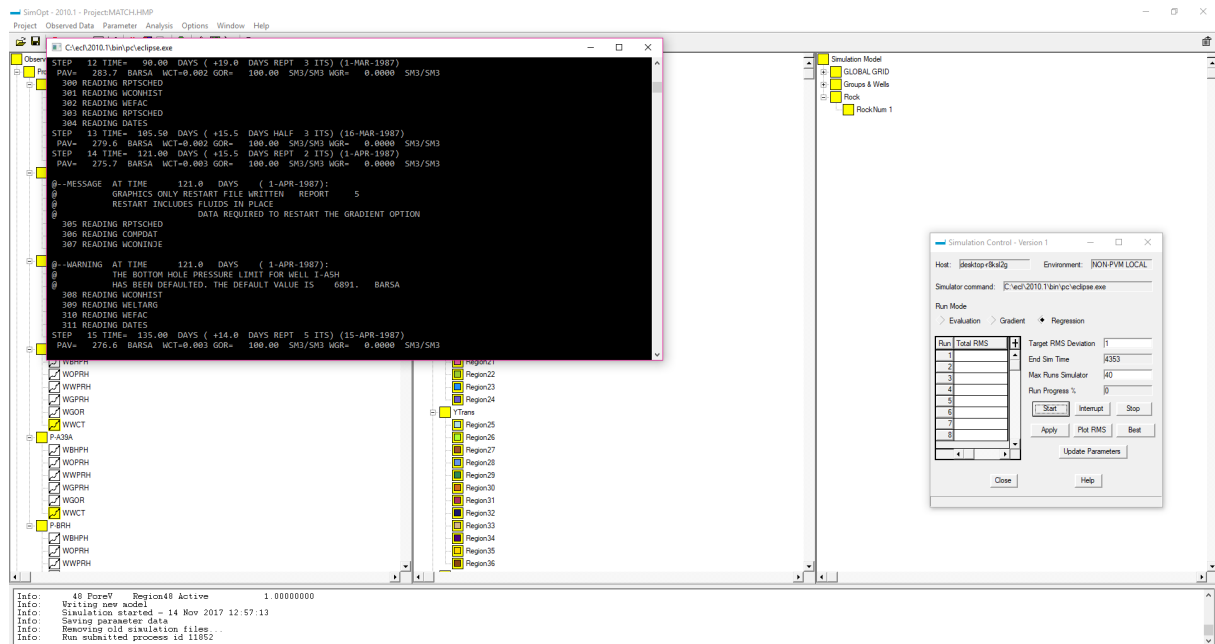 SimOpt - 2010.1 - Project:MATCH.HMP
Project Observed Data Parameter Analysis Options Window Help
C:\ecl\2010.1\bin\pc\eclipse.exe
STEP 12 TIME= 90.00 DAYS ( +19.0 DAYS REPT 3 ITS) (1-MAR-1987)
PAV= 283.7 BARSA WCT=0.002 GOR= 100.00 SM3/SM3 WGR= 0.0000 SM3/SM3
300 READING RPTSCHED
301 READING WCONHIST
302 READING WEFAC
303 READING RPTSCHED
304 READING DATES
STEP 13 TIME= 105.50 DAYS ( +15.5 DAYS HALF 3 ITS) (16-MAR-1987)
PAV= 279.6 BARSA WCT=0.002 GOR= 100.00 SM3/SM3 WGR= 0.0000 SM3/SM3
STEP 14 TIME= 121.00 DAYS ( +15.5 DAYS REPT 2 ITS) (1-APR-1987)
PAV= 275.7 BARSA WCT=0.003 GOR= 100.00 SM3/SM3 WGR= 0.0000 SM3/SM3
@--MESSAGE AT TIME 121.0 DAYS ( 1-APR-1987):
@ GRAPHICS ONLY RESTART FILE WRITTEN REPORT 5
@ RESTART INCLUDES FLUIDS IN PLACE
@ DATA REQUIRED TO RESTART THE GRADIENT OPTION
305 READING RPTSCHED
306 READING COMPDAT
307 READING WCONINJE
@--WARNING AT TIME 121.0 DAYS ( 1-APR-1987):
@ THE BOTTOM HOLE PRESSURE LIMIT FOR WELL I-ASH
@ HAS BEEN DEFAULTED. THE DEFAULT VALUE IS 6891. BARSA
308 READING WCONHIST
309 READING WELTARG
310 READING WEFAC
311 READING DATES
STEP 15 TIME= 135.00 DAYS ( +14.0 DAYS REPT 5 ITS) (15-APR-1987)
PAV= 276.6 BARSA WCT=0.003 GOR= 100.00 SM3/SM3 WGR= 0.0000 SM3/SM3
WOPRH
WWPRH
WGPRH
WGOR
WWCT
P-A39A
WBHPH
WOPRH
WWPRH
WGPRH
WGOR
WWCT
P-BRH
WBHPH
WOPRH
WWPRH
Region21
Region22
Region23
Region24
YTrans
Region25
Region26
Region27
Region28
Region29
Region30
Region31
Region32
Region33
Region34
Region35
Region36
Simulation Model
GLOBAL GRID
Groups & Wells
Rock
RockNum 1
Simulation Control - Version 1
Host: desktop-r8ksl2g Environment: NON-PVM LOCAL
Simulator command: C:\ecl\2010.1\bin\pc\eclipse.exe
Run Mode
Evaluation Gradient Regression
Run Total RMS +
1
2
3
4
5
6
7
8
Target RMS Deviation 1
End Sim Time 4353
Max Runs Simulator 40
Run Progress % 0
Start Interrupt Stop
Apply Plot RMS Best
Update Parameters
Close Help
Info: 48 PoreV Region48 Active 1.00000000
Info: Writing new model
Info: Simulation started - 14 Nov 2017 12:57:13
Info: Saving parameter data
Info: Removing old simulation files...
Info: Run submitted process id 11852